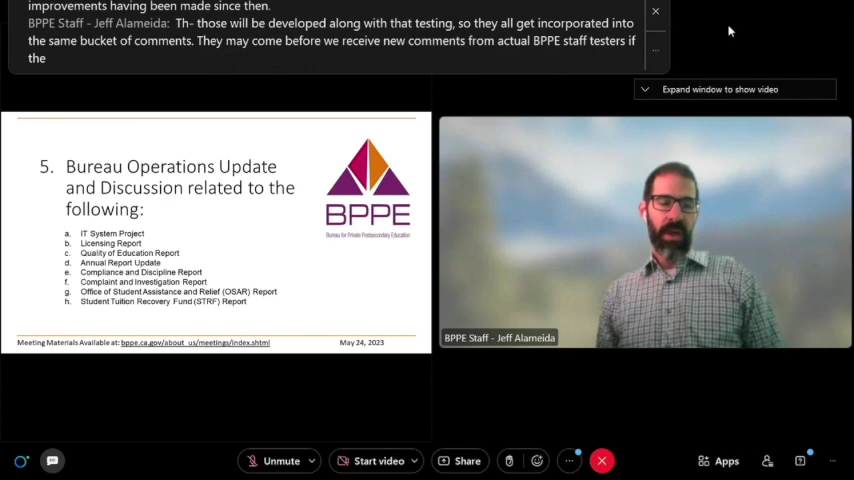 improvements having been made since then.
BPPE Staff - Jeff Alameida: Th- those will be developed along with that testing, so they all get incorporated into
the same bucket of comments. They may come before we receive new comments from actual BPPE staff testers if
the
Expand window to show video
5. Bureau Operations Update
and Discussion related to the
following:
a. IT System Project
b. Licensing Report
c. Quality of Education Report
d. Annual Report Update
e. Compliance and Discipline Report
f. Complaint and Investigation Report
g. Office of Student Assistance and Relief (OSAR) Report
h. Student Tuition Recovery Fund (STRF) Report
BPPE
Bureau for Private Postsecondary Education
Meeting Materials Available at: bppe.ca.gov/about_us/meetings/index.shtml
May 24, 2023
BPPE Staff - Jeff Alameida
Unmute
Start video
Share
Apps